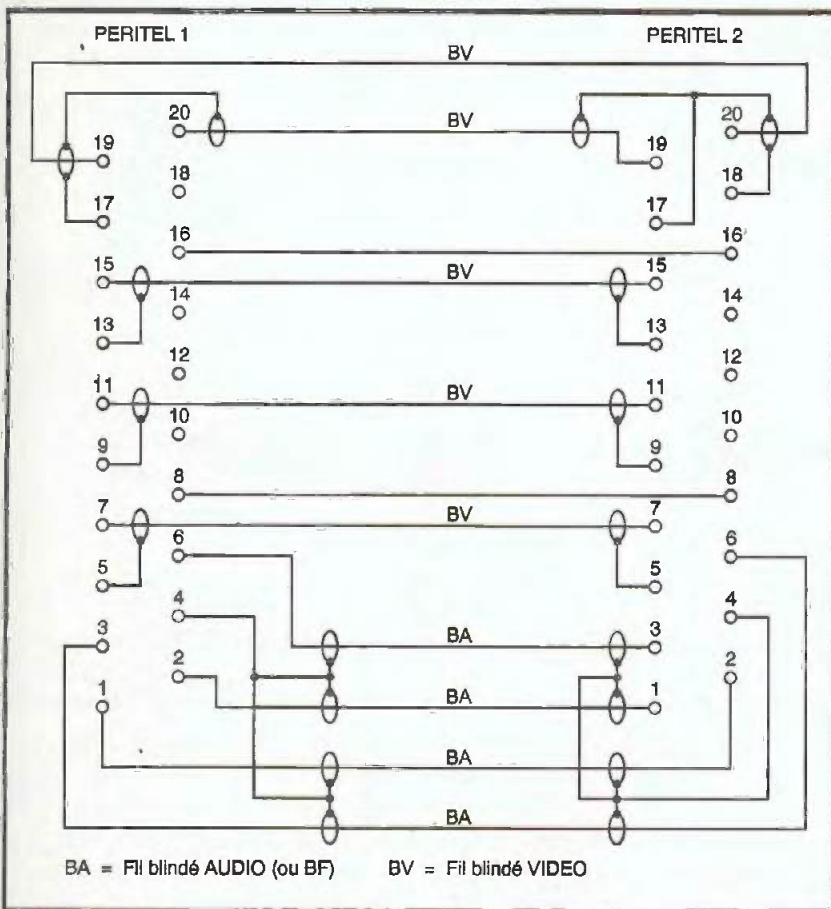 PERITEL 1 PERITEL 2
BV
20 BV 20
19 19
18 18
17 17
16 16
15 BV 15
14 14
13 13
12 12
11 BV 11
10 10
9 9
8 8
7 BV 7
6 6
5 5
4 4
3 BA 3
2 2
1 BA 1
BA
BA
BA = Fil blindé AUDIO (ou BF) BV = Fil blindé VIDEO